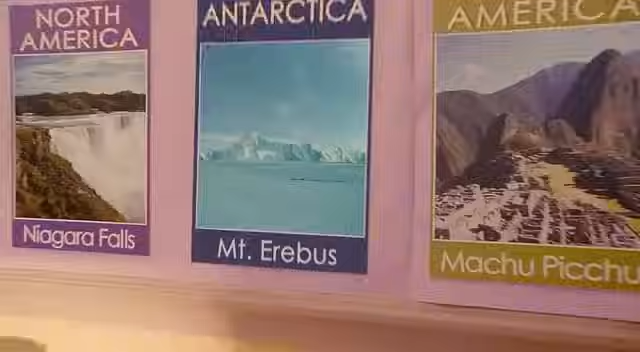 NORTH
AMERICA
Niagara Falls
ANTARCTICA
Mt. Erebus
AMERICA
Machu Picchu